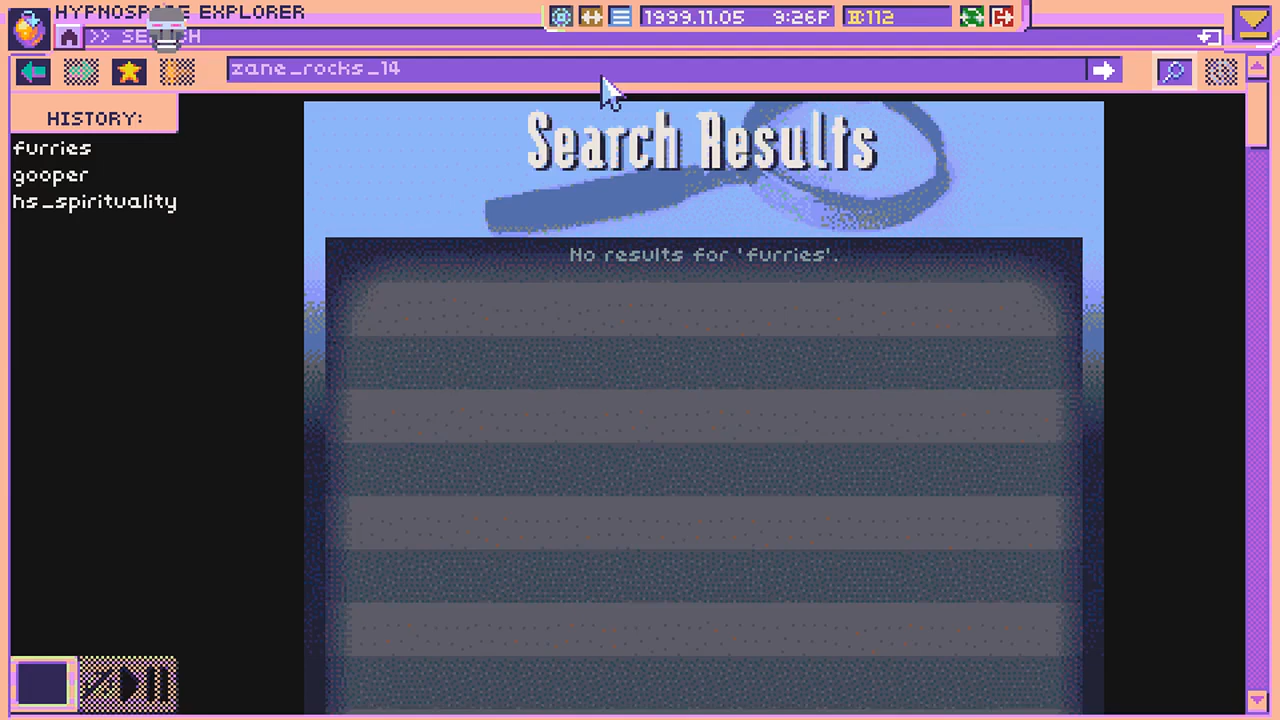 HYPNOSPACE EXPLORER
1999.11.05 9:26P
112
>> SEARCH
zane_rocks_14
HISTORY:
furries
gooper
hs_spirituality
Search Results
No results for 'furries'.